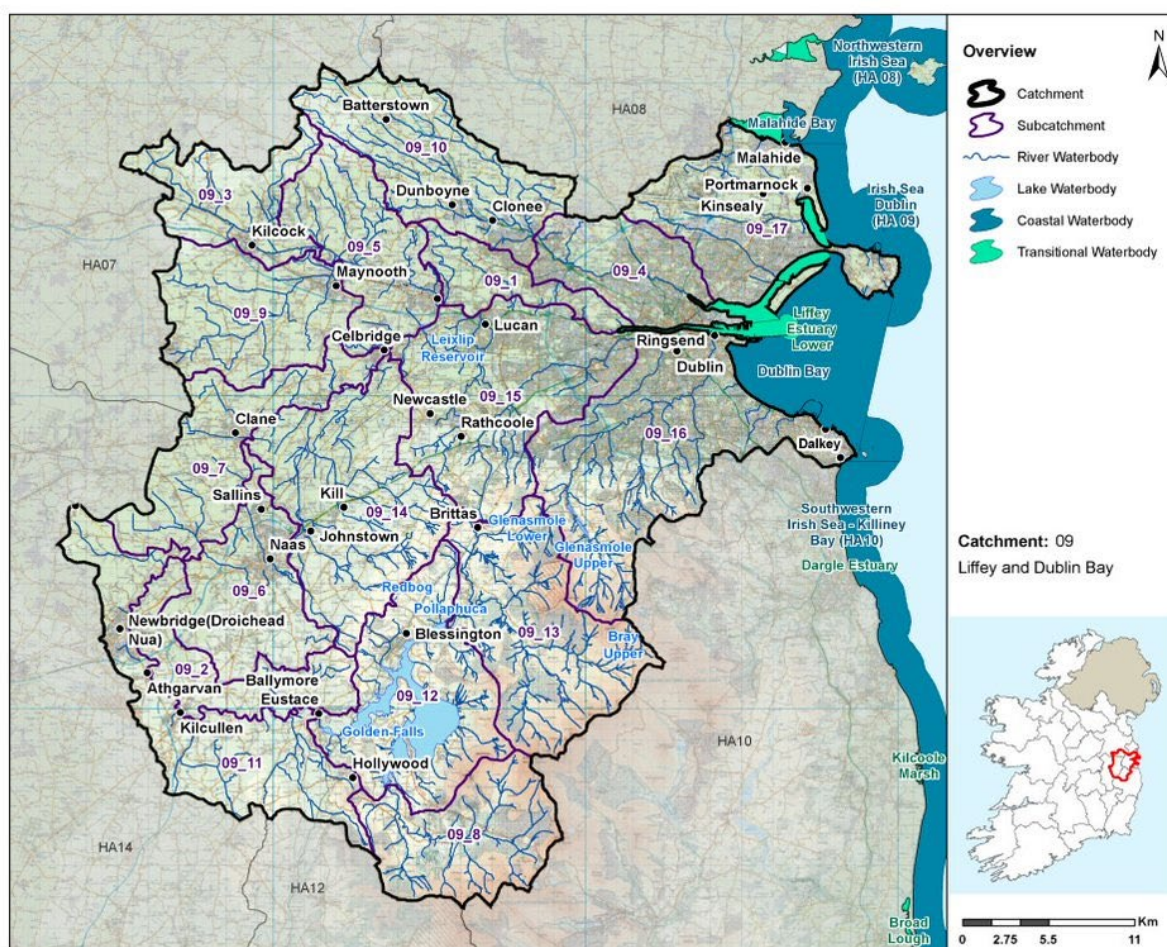 Northwestern
Irish Sea
(HA 08)
HA08
Batterstown
Malahide Bay
09_10
Malahide
09_3
Dunboyne
Portmarnock
Irish Sea
Dublin
(HA 09)
Clonee
Kinsealy
Kilcock
09_17
HA07
09_5
09_4
Maynooth
09_1
09_9
Lucan
Liffey
Estuary
Lower
Celbridge
Leixlip
Reservoir
Ringsend
Dublin
Dublin Bay
Newcastle
09_15
Clane
Rathcoole
09_16
Dalkey
09_7
Sallins
Kill
09_14
Brittas
Glenasmole
Lower
Southwestern
Irish Sea - Killiney
Bay (HA10)
Johnstown
Naas
Glenasmole
Upper
Dargle Estuary
09_6
Redbog
Pollaphuca
Newbridge(Droichead
Nua)
Blessington
09_13
Bray
Upper
09_2
Athgarvan
Ballymore
Eustace
09_12
Kilcullen
Golden Falls
HA10
09_11
Hollywood
Kilcoole
Marsh
09_8
HA14
HA12
Broad
Lough
N
Overview
Catchment
Subcatchment
River Waterbody
Lake Waterbody
Coastal Waterbody
Transitional Waterbody
Catchment: 09
Liffey and Dublin Bay
Km
0 2.75 5.5 11